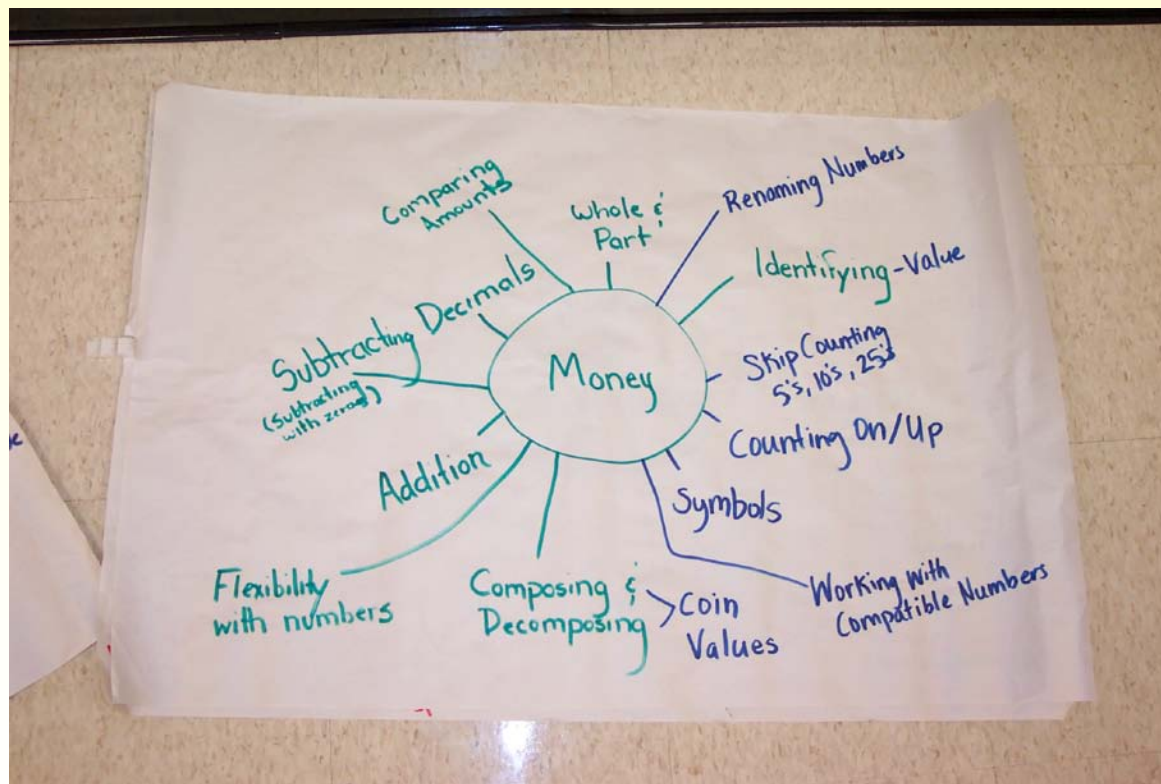 Comparing
Amounts
Whole &
Part
Renaming Numbers
Identifying-Value
Decimals
Subtracting
(Subtracting
with zeros)
Money
Skip Counting
5's, 10's, 25's
Counting On/Up
Addition
Symbols
Flexibility
with numbers
Composing &
Decomposing
Coin
Values
Working with
Compatible Numbers